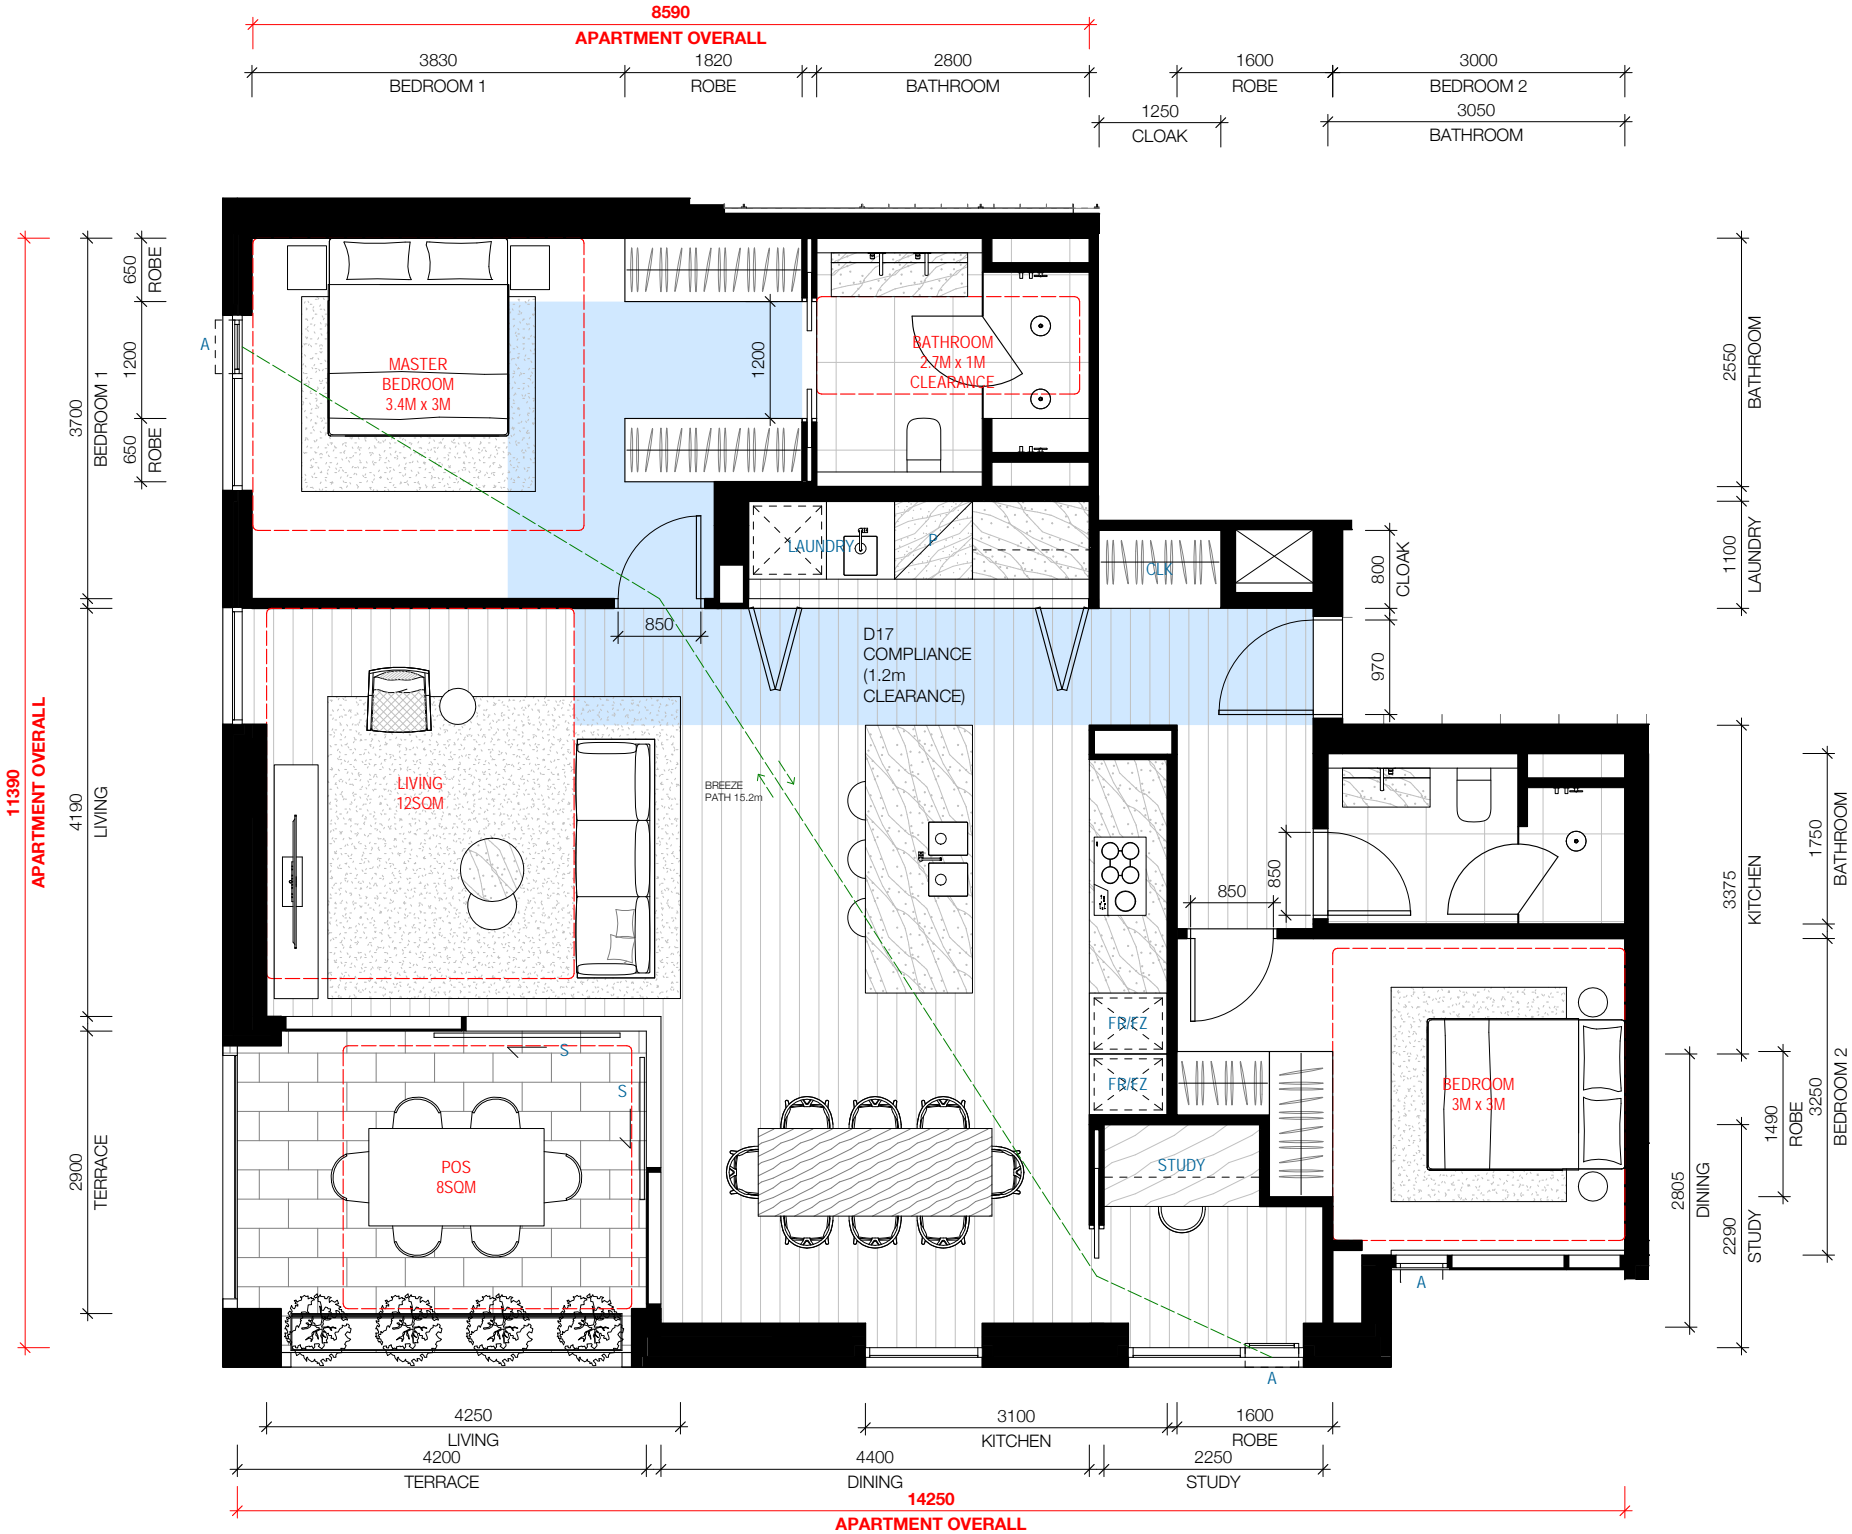 8590
APARTMENT OVERALL
3830
BEDROOM 1
1820
ROBE
2800
BATHROOM
1600
ROBE
3000
BEDROOM 2
1250
CLOAK
3050
BATHROOM
11390
APARTMENT OVERALL
3700
BEDROOM 1
650
ROBE
1200
650
ROBE
4190
LIVING
2900
TERRACE
A
MASTER
BEDROOM
3.4M x 3M
1200
BATHROOM
2.7M x 1M
CLEARANCE
LAUNDRY
P
CLK
850
D17
COMPLIANCE
(1.2m
CLEARANCE)
800
CLOAK
970
2550
BATHROOM
1100
LAUNDRY
LIVING
12SQM
BREEZE
PATH 15.2m
850
850
3375
KITCHEN
1750
BATHROOM
FR/FZ
FR/FZ
S
S
POS
8SQM
STUDY
BEDROOM
3M x 3M
2805
DINING
2290
STUDY
1490
ROBE
3250
BEDROOM 2
A
A
4250
LIVING
3100
KITCHEN
1600
ROBE
4200
TERRACE
4400
DINING
2250
STUDY
14250
APARTMENT OVERALL